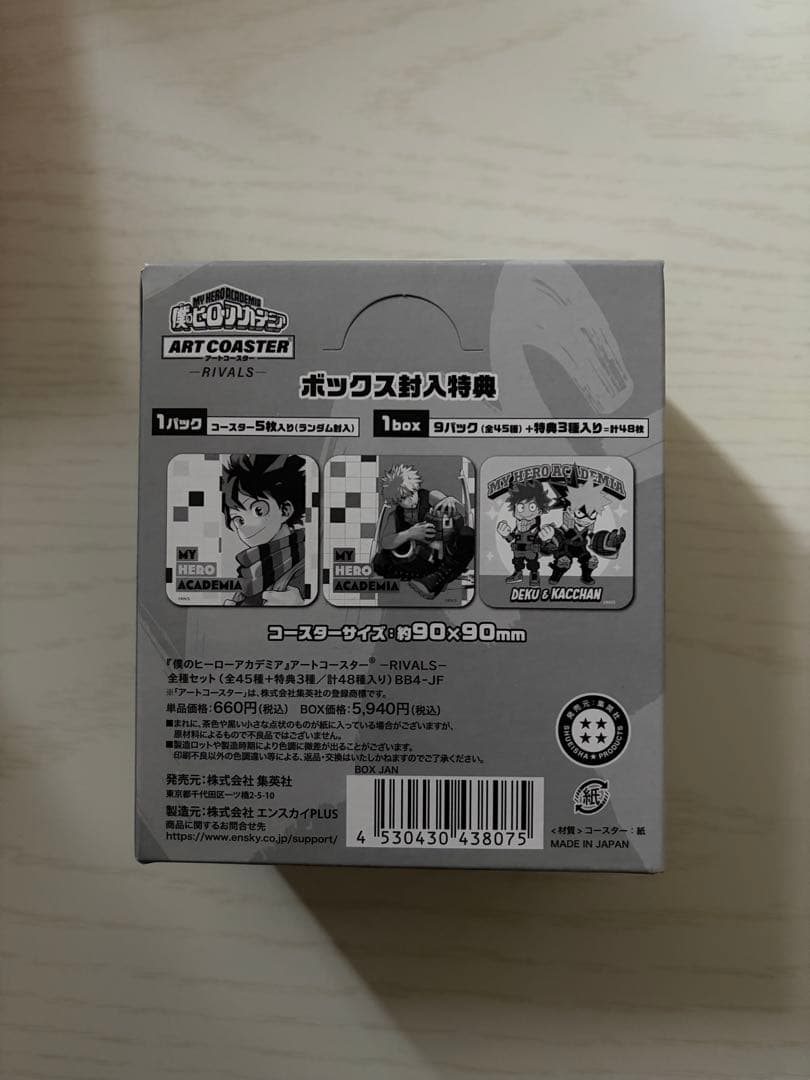 MY HERO ACADEMIA
僕のヒーローアカデミア
ART COASTER®
アートコースター
—RIVALS—
ボックス封入特典
1パック コースター5枚入り(ランダム封入)
1box 9パック(全45種)+特典3種入り=計48枚
MY
HERO
ACADEMIA
MY
HERO
ACADEMIA
MY HERO ACADEMIA
DEKU & KACCHAN
コースターサイズ:約90×90mm
『僕のヒーローアカデミア』アートコースター® —RIVALS—
全種セット(全45種+特典3種/計48種入り)BB4-JF
※「アートコースター」は、株式会社集英社の登録商標です。
単品価格:660円(税込) BOX価格:5,940円(税込)
■まれに、茶色や黒い小さな点状のものが紙に入っている場合がございますが、
原材料によるもので不良品ではございません。
■製造ロットや製造時期により色調に微差が出ることがございます。
印刷不良以外の色調違い等による、返品・交換はいたしかねますのでご了承ください。
BOX JAN
発売元:株式会社 集英社
東京都千代田区一ツ橋2-5-10
製造元:株式会社 エンスカイPLUS
商品に関するお問合せ先
https://www.ensky.co.jp/support/
4 530430 438075
発売元:集英社
SHUEISHA PRODUCTS
紙
<材質>コースター:紙
MADE IN JAPAN